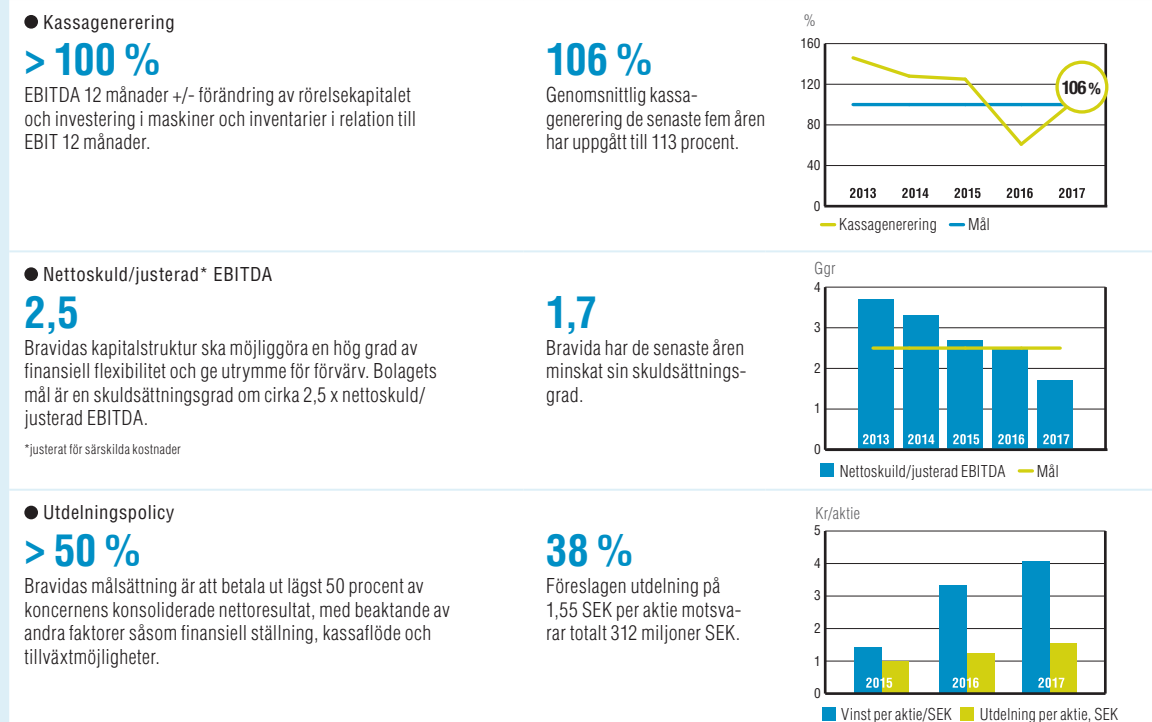 ● Kassagenerering
> 100 %
EBITDA 12 månader +/- förändring av rörelsekapitalet
och investering i maskiner och inventarier i relation till
EBIT 12 månader.
106 %
Genomsnittlig kassa-
generering de senaste fem åren
har uppgått till 113 procent.
%
160
120
80
40
0
106 %
2013 2014 2015 2016 2017
Kassagenerering Mål
● Nettoskuld/justerad* EBITDA
2,5
Bravidas kapitalstruktur ska möjliggöra en hög grad av
finansiell flexibilitet och ge utrymme för förvärv. Bolagets
mål är en skuldsättningsgrad om cirka 2,5 x nettoskuld/
justerad EBITDA.
*justerat för särskilda kostnader
1,7
Bravida har de senaste åren
minskat sin skuldsättnings-
grad.
Ggr
4
3
2
1
0
2013 2014 2015 2016 2017
Nettoskuild/justerad EBITDA Mål
● Utdelningspolicy
> 50 %
Bravidas målsättning är att betala ut lägst 50 procent av
koncernens konsoliderade nettoresultat, med beaktande av
andra faktorer såsom finansiell ställning, kassaflöde och
tillväxtmöjligheter.
38 %
Föreslagen utdelning på
1,55 SEK per aktie motsva-
rar totalt 312 miljoner SEK.
Kr/aktie
5
4
3
2
1
0
2015 2016 2017
Vinst per aktie/SEK Utdelning per aktie, SEK